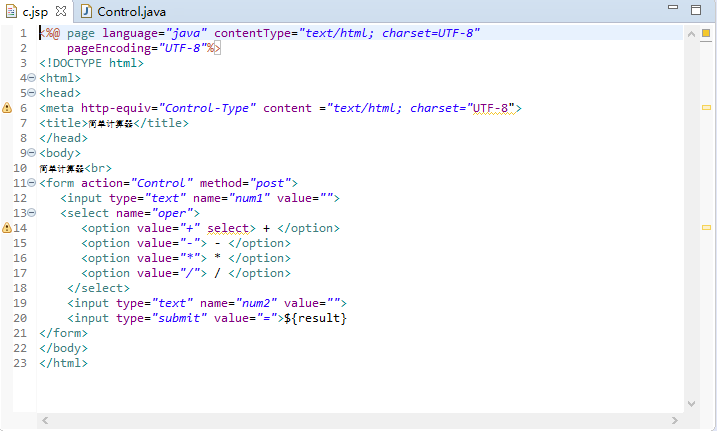 c.jsp Control.java
1 <%@ page language="java" contentType="text/html; charset=UTF-8"
2 pageEncoding="UTF-8"%>
3 <!DOCTYPE html>
4 <html>
5 <head>
6 <meta http-equiv="Control-Type" content ="text/html; charset="UTF-8">
7 <title>简单计算器</title>
8 </head>
9 <body>
10 简单计算器<br>
11 <form action="Control" method="post">
12 <input type="text" name="num1" value="">
13 <select name="oper">
14 <option value="+" select> + </option>
15 <option value="-"> - </option>
16 <option value="*"> * </option>
17 <option value="/"> / </option>
18 </select>
19 <input type="text" name="num2" value="">
20 <input type="submit" value="=">${result}
21 </form>
22 </body>
23 </html>